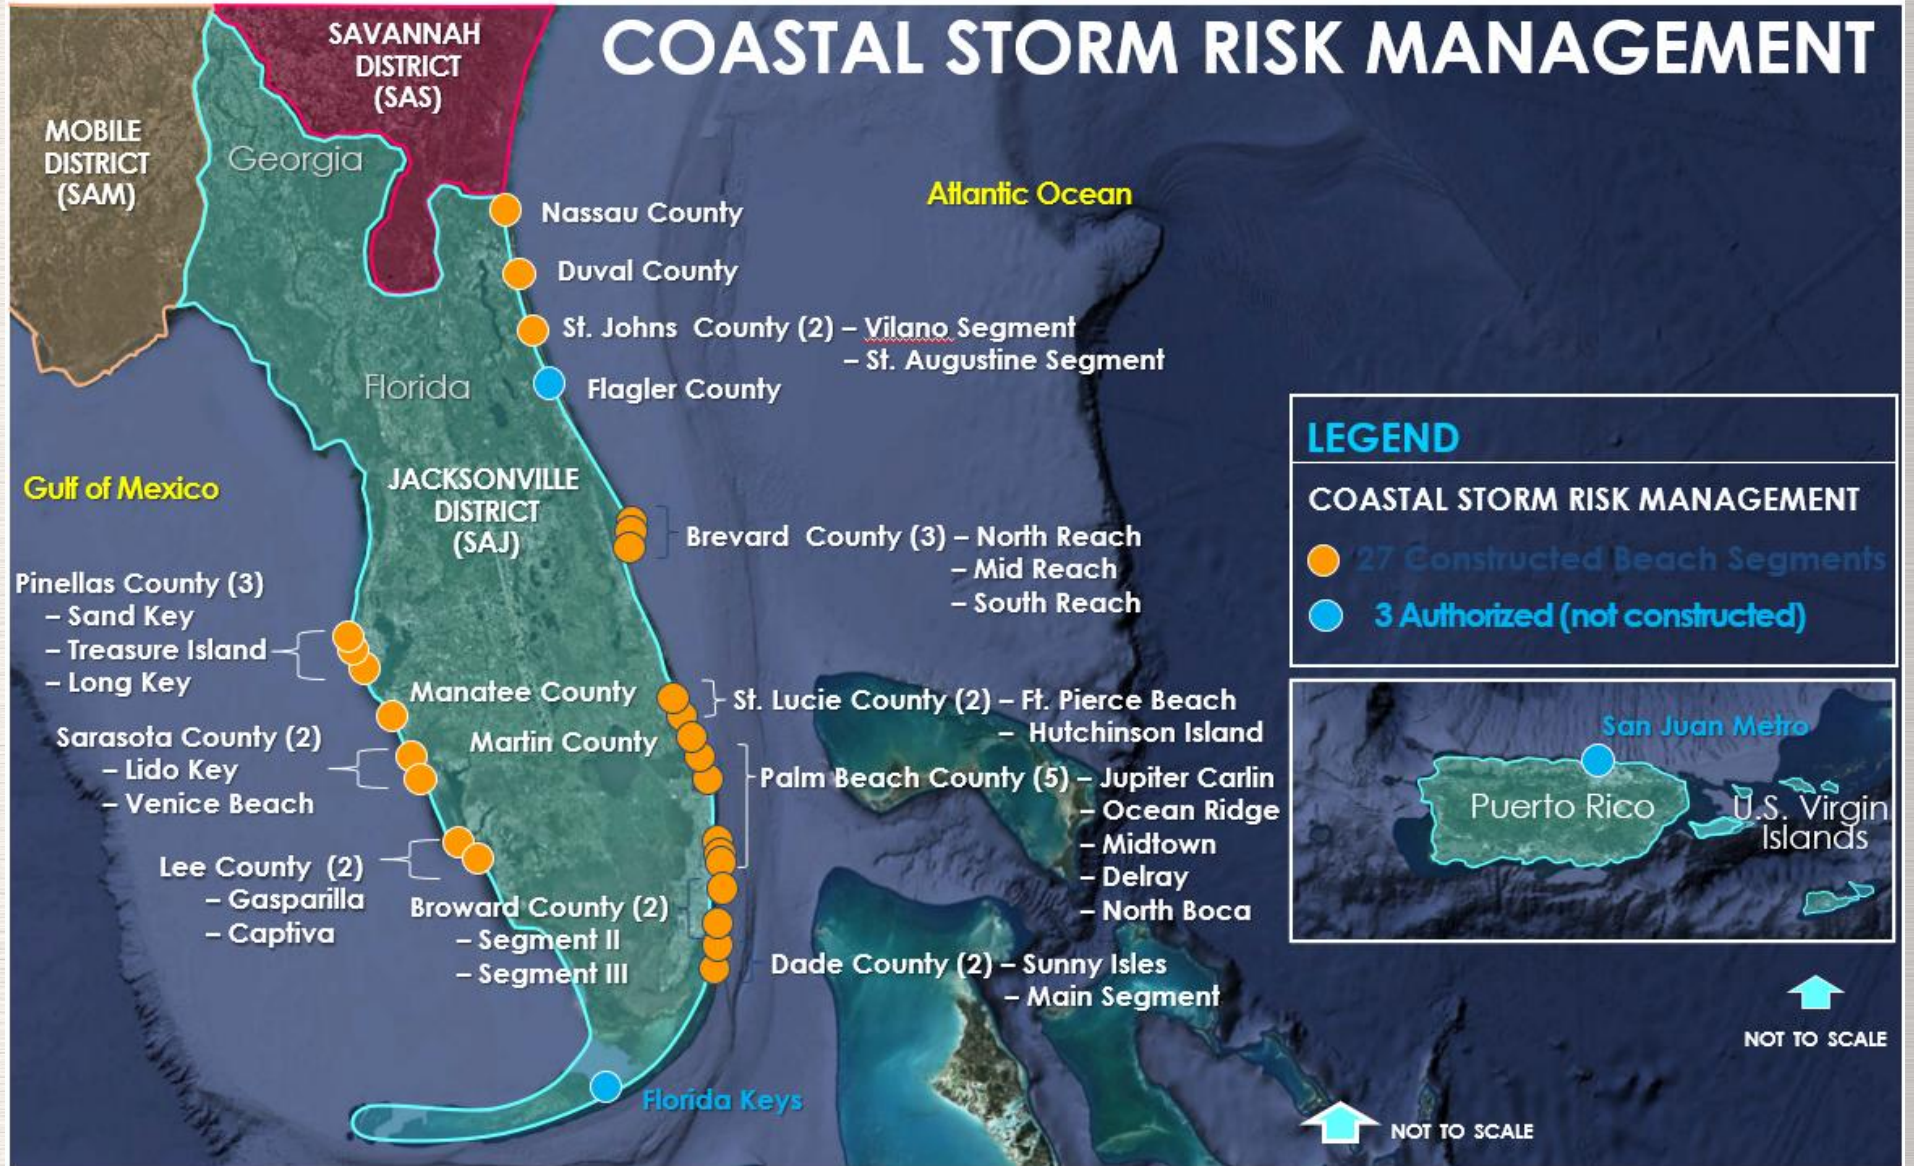 COASTAL STORM RISK MANAGEMENT
SAVANNAH
DISTRICT
(SAS)
MOBILE
DISTRICT
(SAM)
Georgia
Atlantic Ocean
Nassau County
Duval County
St. Johns County (2) – Vilano Segment
– St. Augustine Segment
Florida
Flagler County
Gulf of Mexico
JACKSONVILLE
DISTRICT
(SAJ)
Brevard County (3) – North Reach
– Mid Reach
– South Reach
Pinellas County (3)
– Sand Key
– Treasure Island
– Long Key
Manatee County
St. Lucie County (2) – Ft. Pierce Beach
– Hutchinson Island
Sarasota County (2)
– Lido Key
– Venice Beach
Martin County
Palm Beach County (5) – Jupiter Carlin
– Ocean Ridge
– Midtown
– Delray
– North Boca
Lee County (2)
– Gasparilla
– Captiva
Broward County (2)
– Segment II
– Segment III
Dade County (2) – Sunny Isles
– Main Segment
Florida Keys
LEGEND
COASTAL STORM RISK MANAGEMENT
27 Constructed Beach Segments
3 Authorized (not constructed)
San Juan Metro
Puerto Rico
U.S. Virgin
Islands
NOT TO SCALE
NOT TO SCALE